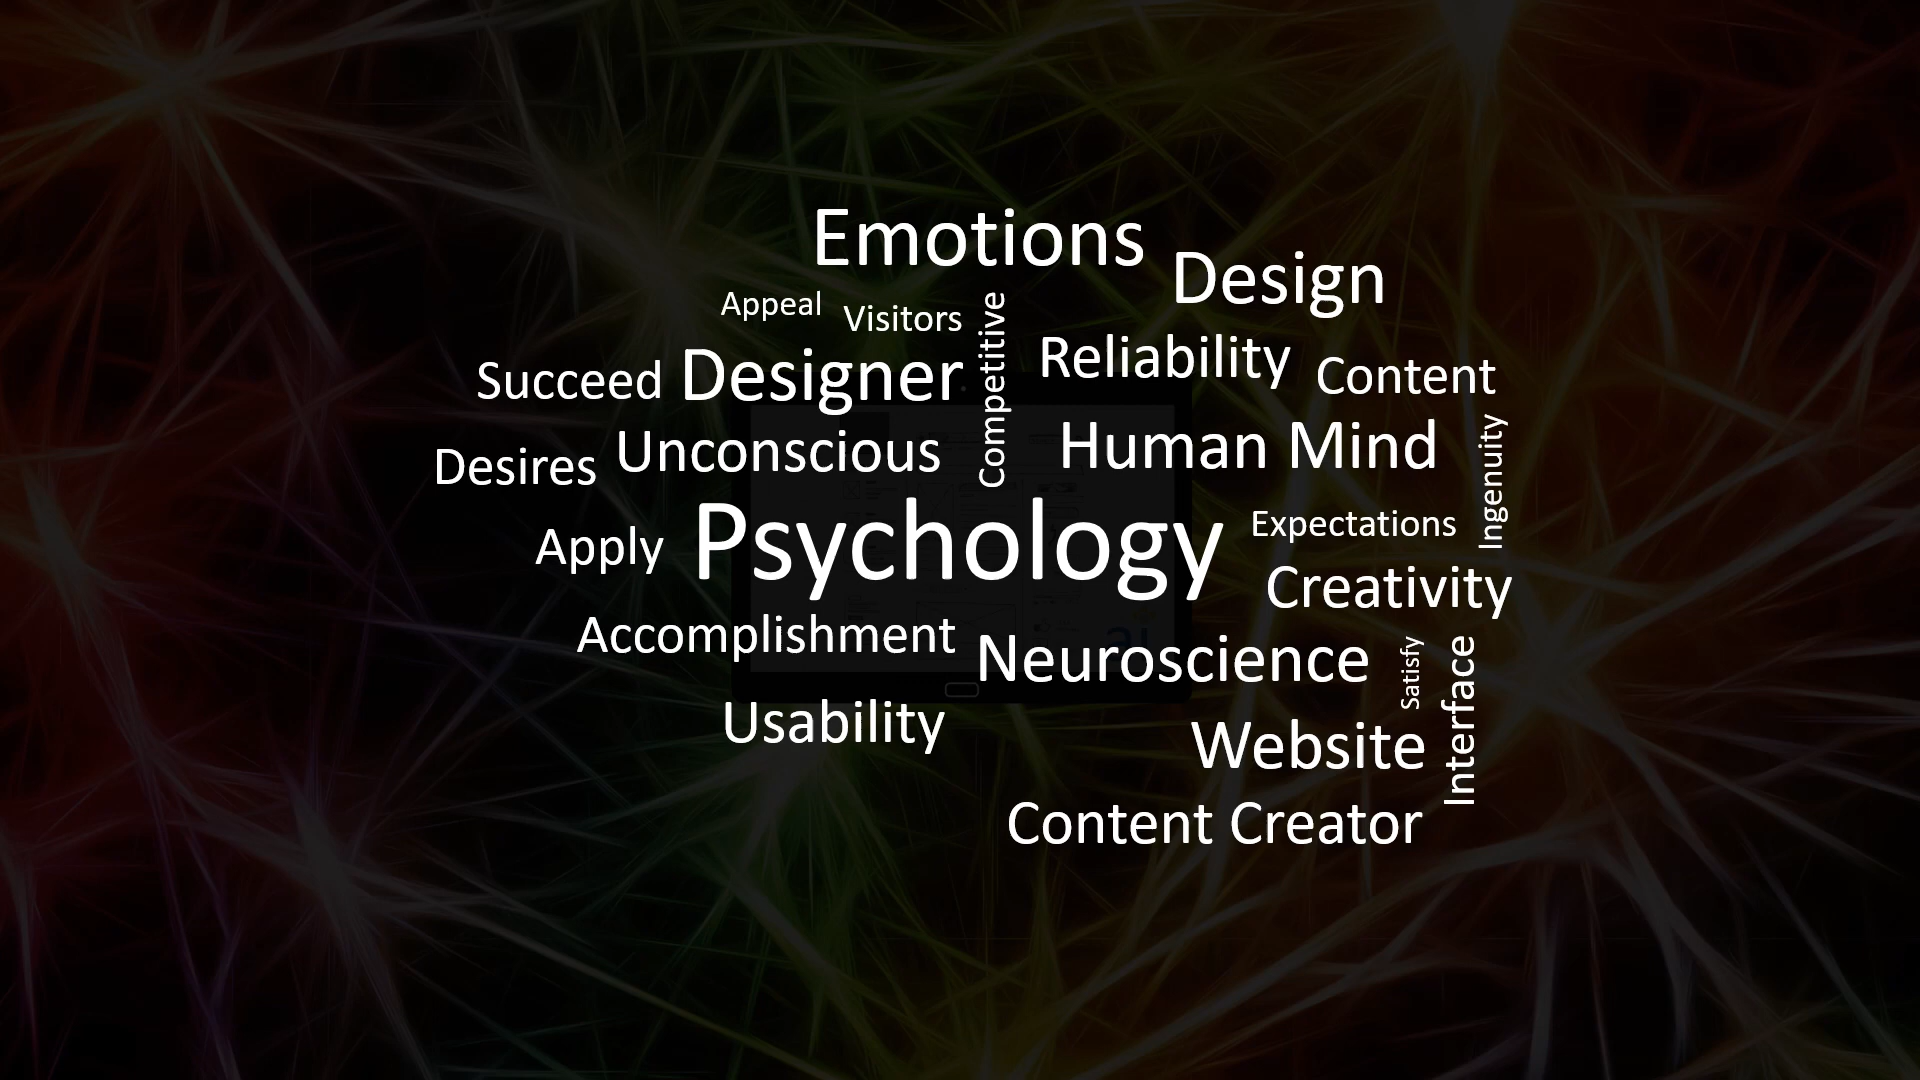 Emotions
Design
Appeal
Visitors
Competitive
Succeed
Designer
Reliability
Content
Desires
Unconscious
Human Mind
Ingenuity
Apply
Psychology
Expectations
Creativity
Accomplishment
Neuroscience
Satisfy
Interface
Usability
Website
Content Creator